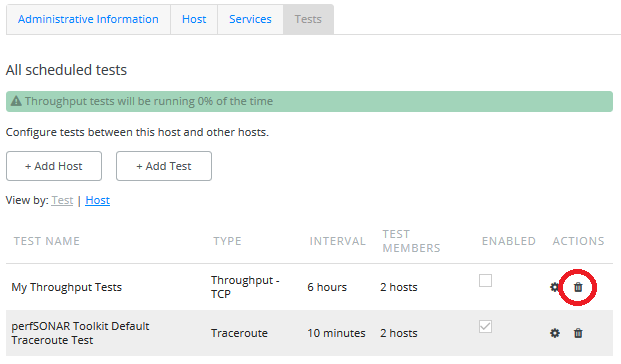 Administrative Information Host Services Tests
All scheduled tests
Throughput tests will be running 0% of the time
Configure tests between this host and other hosts.
+ Add Host + Add Test
View by: Test | Host
TEST NAME TYPE INTERVAL TEST MEMBERS ENABLED ACTIONS
My Throughput Tests Throughput - TCP 6 hours 2 hosts
perfSONAR Toolkit Default Traceroute Test Traceroute 10 minutes 2 hosts